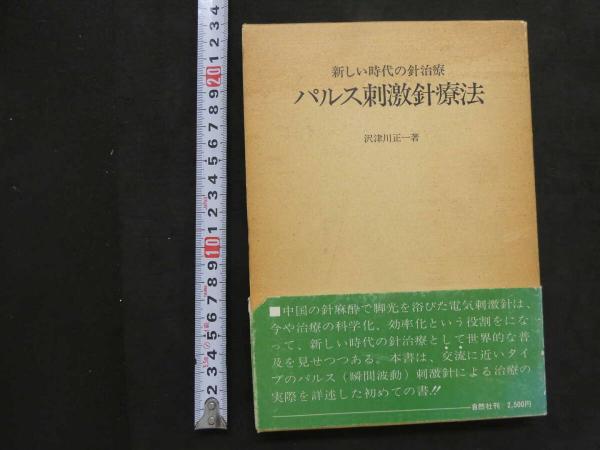 新しい時代の針治療
パルス刺激針療法
沢津川正一著
■中国の針麻酔で脚光を浴びた電気刺激針は、
今や治療の科学化、効率化という役割をにな
って、新しい時代の針治療として世界的な普
及を見せつつある。本書は、交流に近いタイ
プのパルス(瞬間波動)刺激針による治療の
実際を詳述した初めての書!!
自然社刊 2,500円